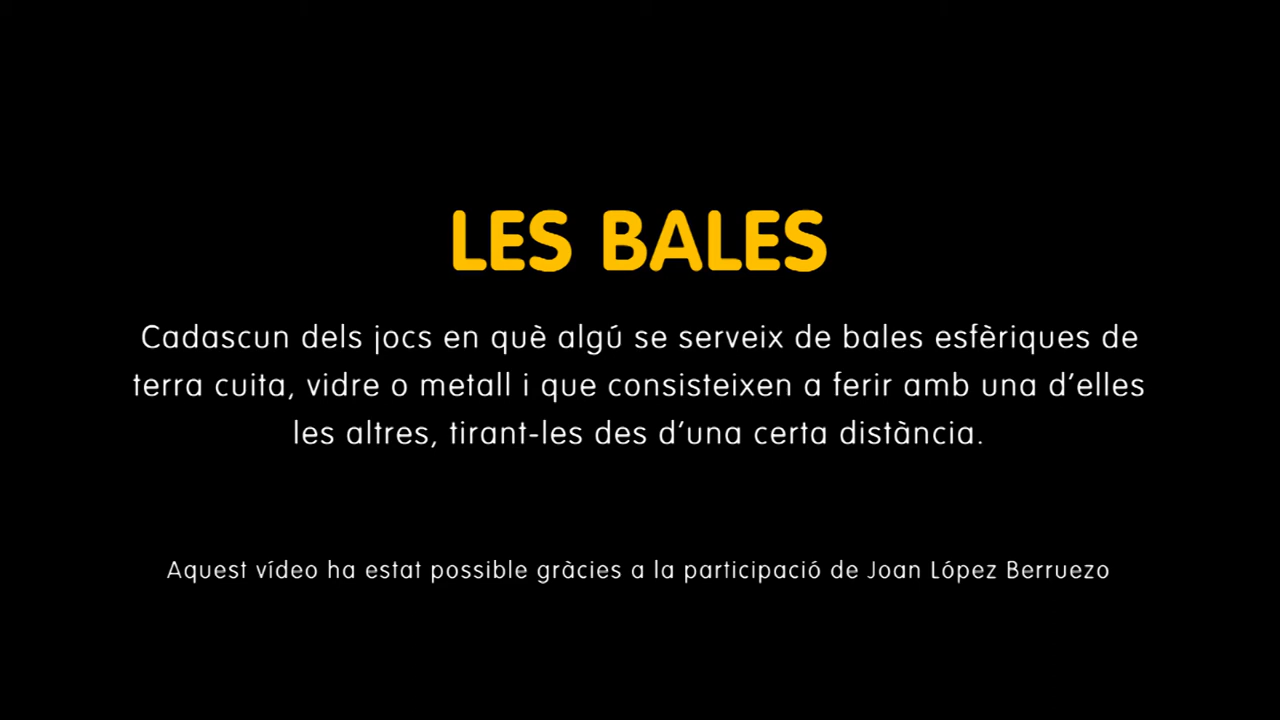 LES BALES
Cadascun dels jocs en què algú se serveix de bales esfèriques de
terra cuita, vidre o metall i que consisteixen a ferir amb una d’elles
les altres, tirant-les des d’una certa distància.
Aquest vídeo ha estat possible gràcies a la participació de Joan López Berruezo